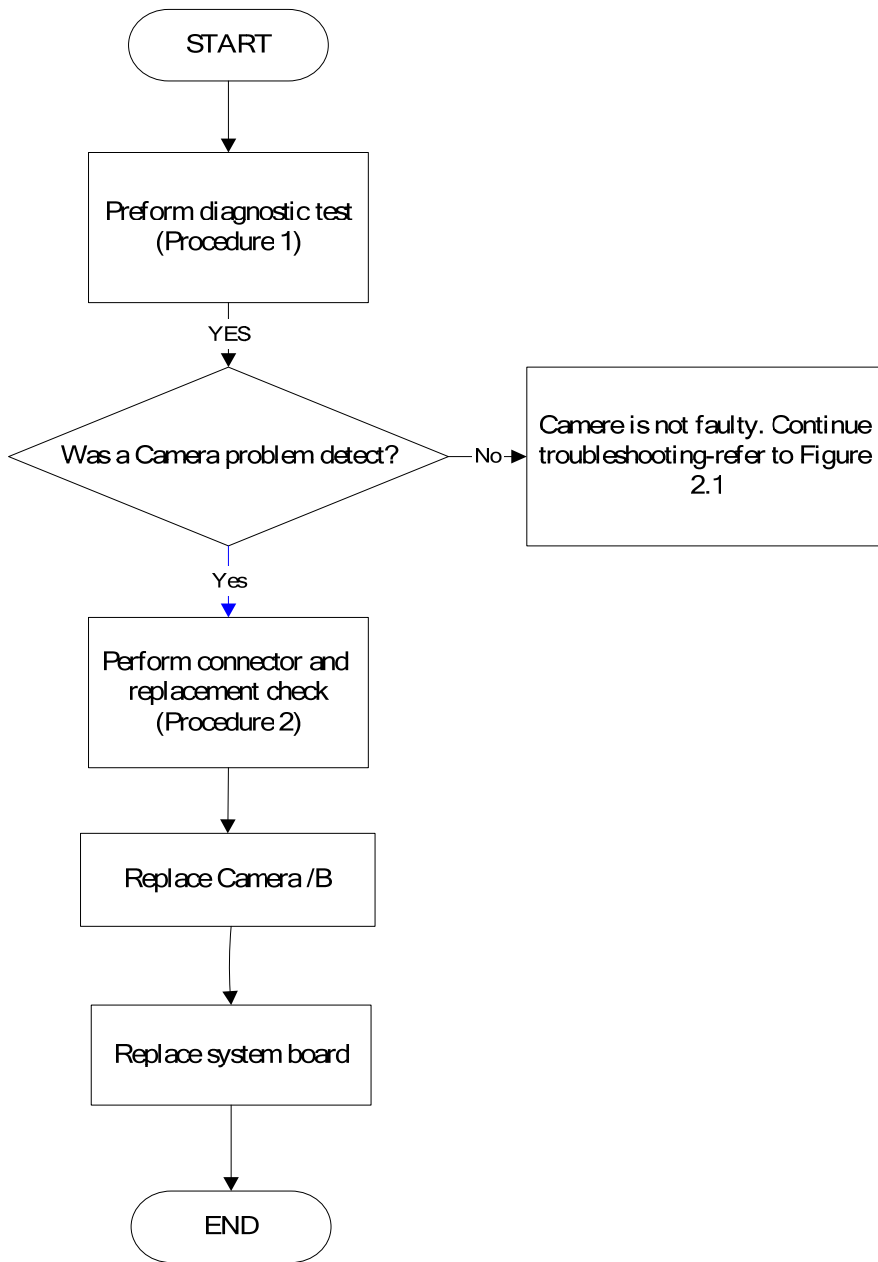 START
Preform diagnostic test
(Procedure 1)
YES
Was a Camera problem detect?
No
Camere is not faulty. Continue
troubleshooting-refer to Figure
2.1
Yes
Perform connector and
replacement check
(Procedure 2)
Replace Camera /B
Replace system board
END